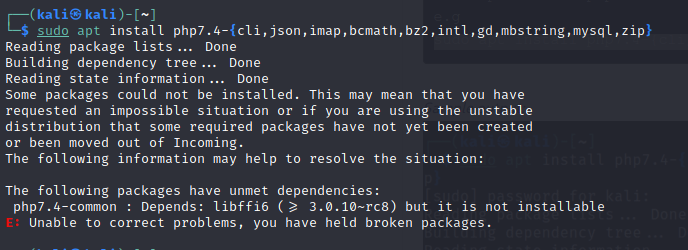 (kali㉿kali)-[~]
$ sudo apt install php7.4-{cli,json,imap,bcmath,bz2,intl,gd,mbstring,mysql,zip}
Reading package lists... Done
Building dependency tree... Done
Reading state information... Done
Some packages could not be installed. This may mean that you have
requested an impossible situation or if you are using the unstable
distribution that some required packages have not yet been created
or been moved out of Incoming.
The following information may help to resolve the situation:
The following packages have unmet dependencies:
php7.4-common : Depends: libffi6 (>= 3.0.10~rc8) but it is not installable
E: Unable to correct problems, you have held broken packages.